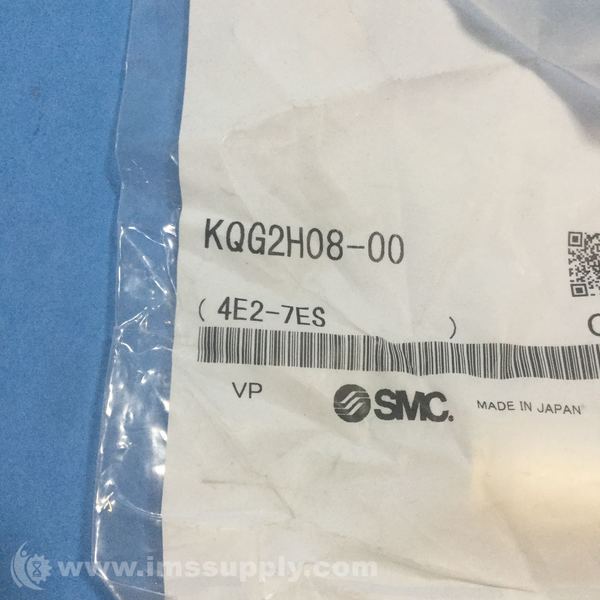 KQG2H08-00
( 4E2-7ES )
VP SMC. MADE IN JAPAN
www.imssupply.com